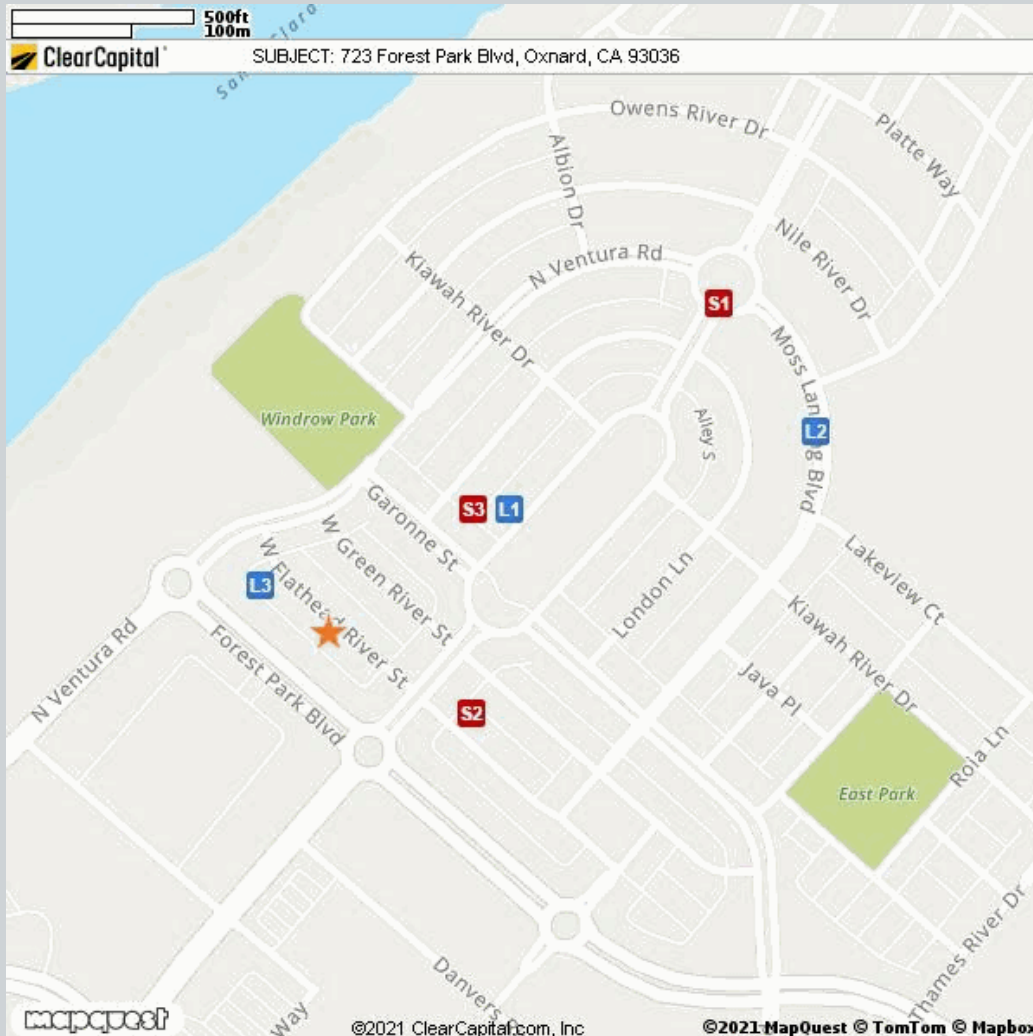 500ft
100m
ClearCapital
SUBJECT: 723 Forest Park Blvd, Oxnard, CA 93036
Owens River Dr
Platte Way
Albion Dr
Nile River Dr
N Ventura Rd
Kiawah River Dr
S1
Moss Landing Blvd
Windrow Park
Alley S
L2
S3
L1
Garonne St
W Green River St
W Flathead River St
L3
London Ln
Lakeview Ct
Kiawah River Dr
N Ventura Rd
Forest Park Blvd
Java Pl
S2
East Park
Thames River Dr
Danvers
Way
mapquest
©2021 ClearCapital.com, Inc
©2021 MapQuest © TomTom © Mapbox